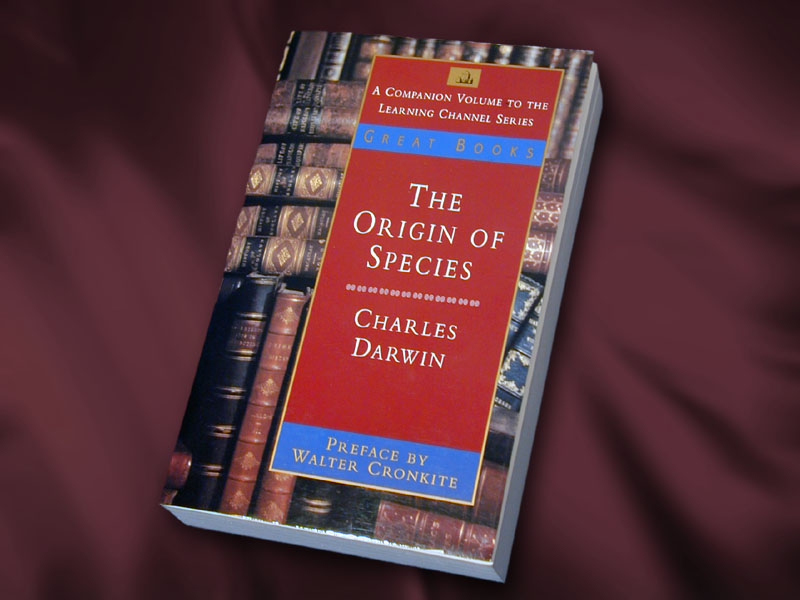 A Companion Volume to the
Learning Channel Series
Great Books
The
Origin of
Species
Charles
Darwin
Preface by
Walter Cronkite